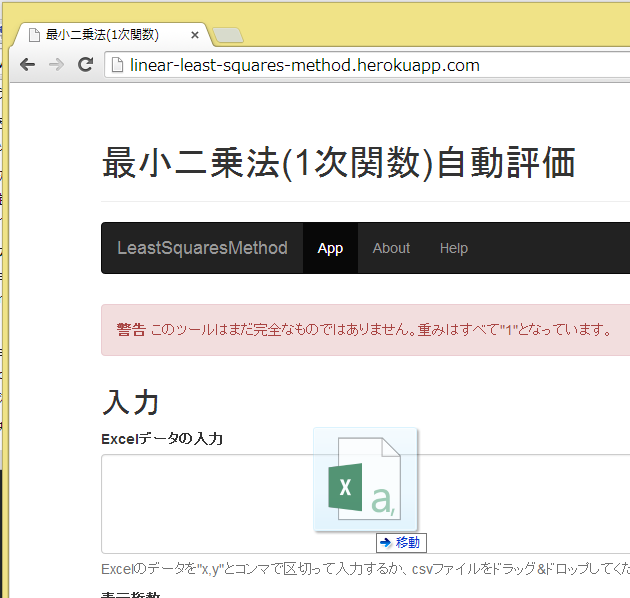 最小二乗法(1次関数)
linear-least-squares-method.herokuapp.com
最小二乗法(1次関数)自動評価
LeastSquaresMethod App About Help
警告 このツールはまだ完全なものではありません。重みはすべて"1"となっています。
入力
Excelデータの入力
X a,
移動
Excelのデータを"x,y"とコンマで区切って入力するか、csvファイルをドラッグ&ドロップしてくだ
表示桁数